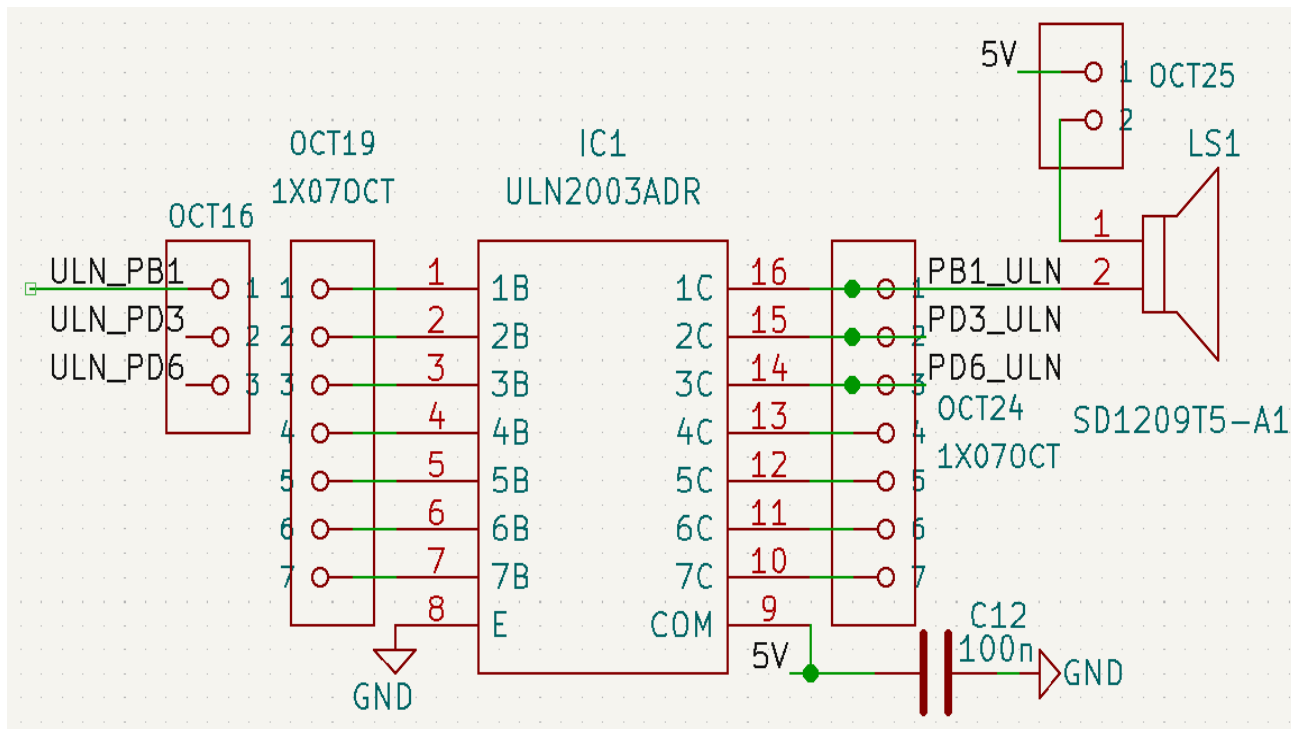 5V
1
OCT25
2
LS1
OCT19
1X07OCT
IC1
ULN2003ADR
OCT16
1
ULN_PB1
1
1
1
1B
1C
16
1
PB1_ULN
2
ULN_PD3
2
2
2
2B
2C
15
2
PD3_ULN
ULN_PD6
3
3
3
3B
3C
14
3
PD6_ULN
OCT24
1X07OCT
SD1209T5-A1
4
4
4B
4C
13
4
5
5
5B
5C
12
5
6
6
6B
6C
11
6
7
7
7B
7C
10
7
8
E
COM
9
GND
5V
C12
100n
GND